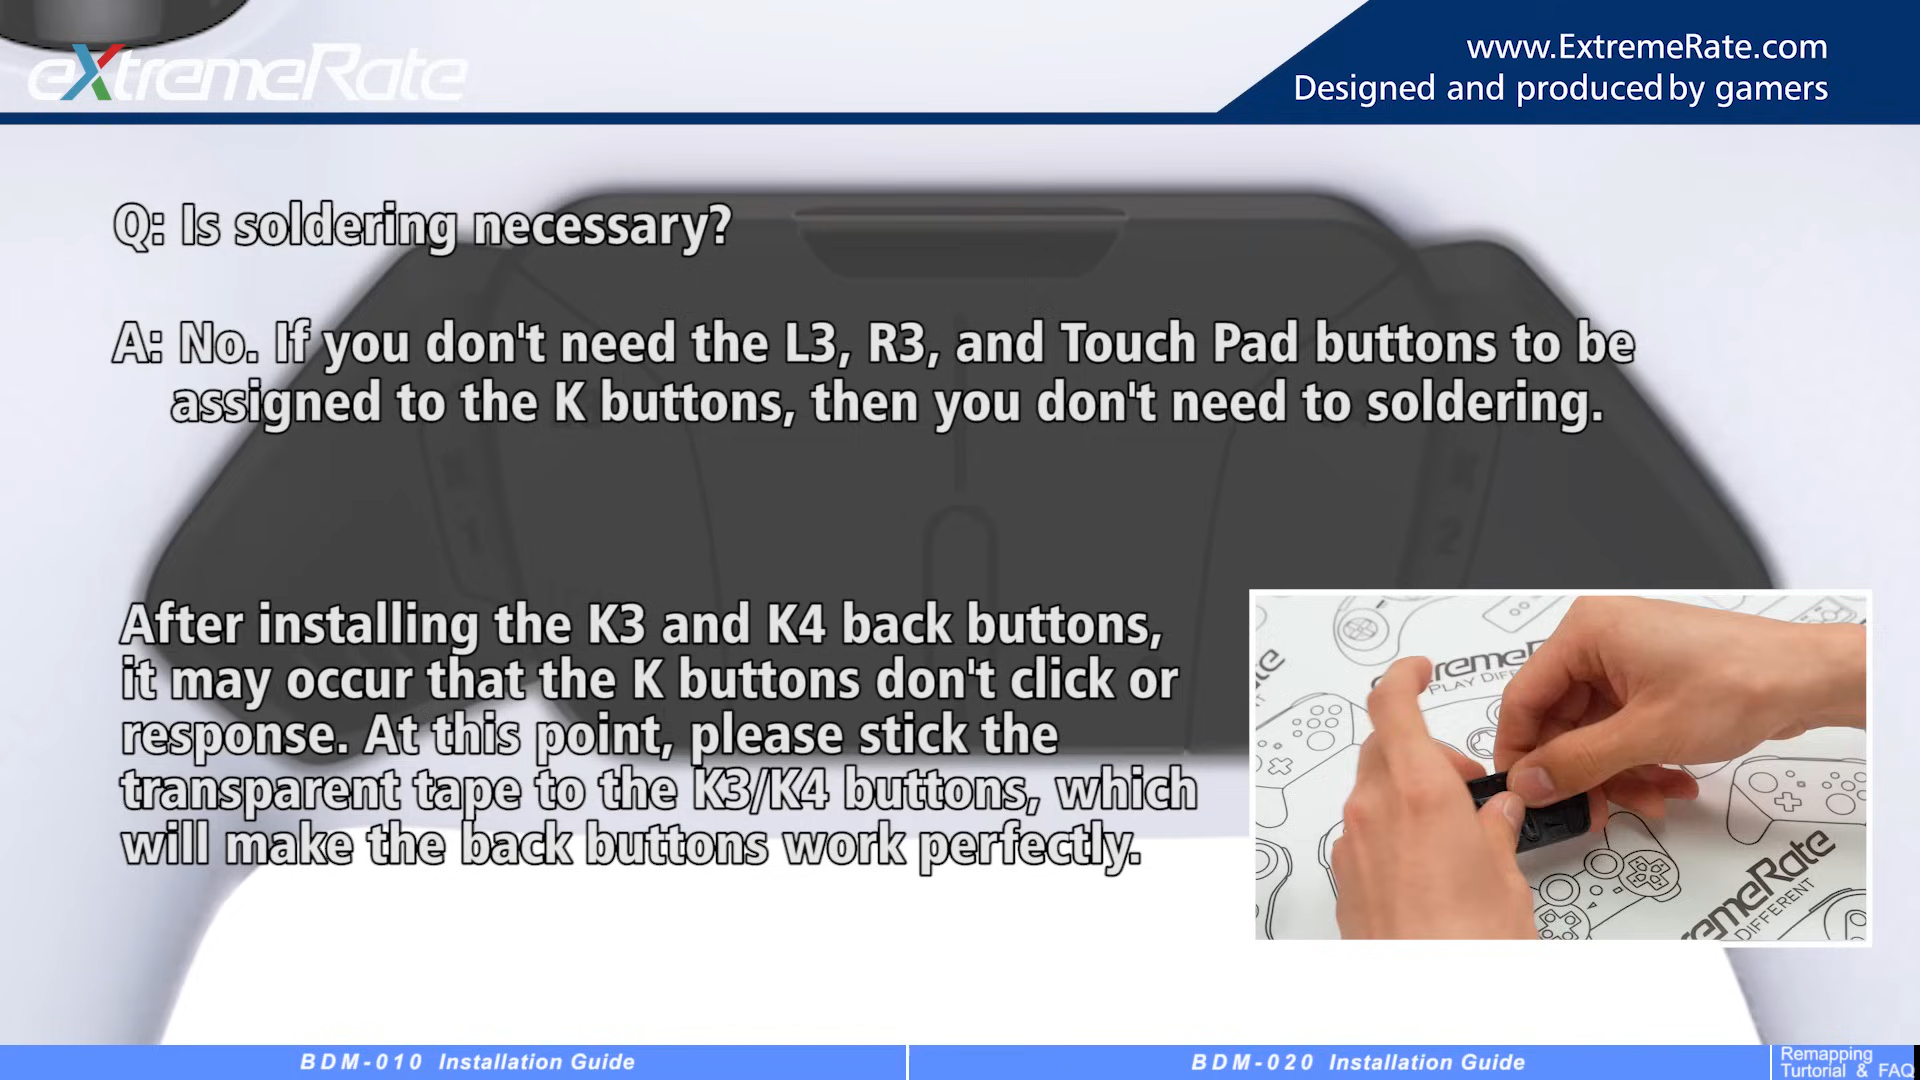 eXtremeRate
www.ExtremeRate.com
Designed and produced by gamers
Q: Is soldering necessary?
A: No. If you don't need the L3, R3, and Touch Pad buttons to be
assigned to the K buttons, then you don't need to soldering.
K1
K2
After installing the K3 and K4 back buttons,
it may occur that the K buttons don't click or
response. At this point, please stick the
transparent tape to the K3/K4 buttons, which
will make the back buttons work perfectly.
BDM-010 Installation Guide
BDM-020 Installation Guide
Remapping
Turtorial & FAQ